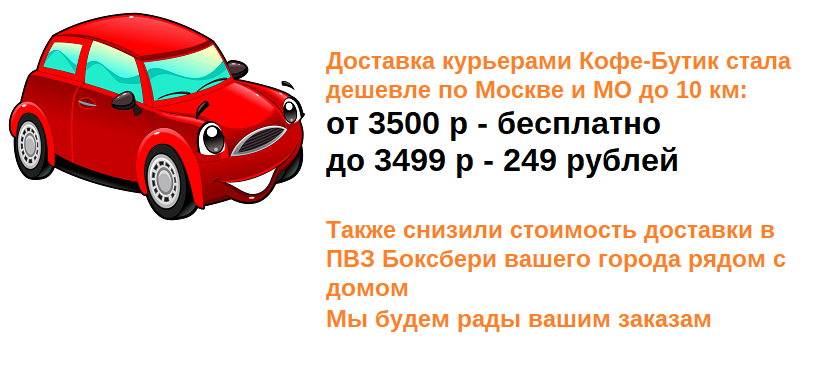 Доставка курьерами Кофе-Бутик стала
дешевле по Москве и МО до 10 км:
от 3500 р - бесплатно
до 3499 р - 249 рублей
Также снизили стоимость доставки в
ПВЗ Боксбери вашего города рядом с
домом
Мы будем рады вашим заказам